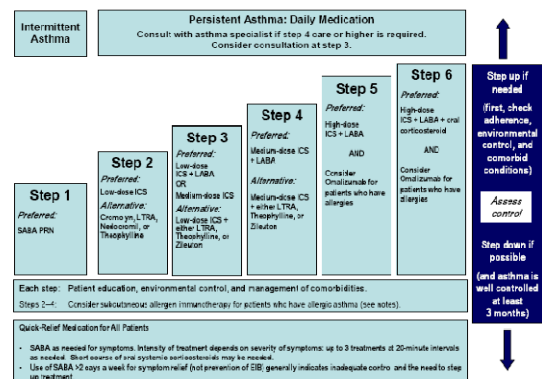 Intermittent
Asthma
Persistent Asthma: Daily Medication
Consult with asthma specialist if step 4 care or higher is required.
Consider consultation at step 3.
Step 1
Preferred:
SABA PRN
Step 2
Preferred:
Low-dose ICS
Alternative:
Cromolyn, LTRA,
Nedocromil, or
Theophylline
Step 3
Preferred:
Low-dose
ICS + LABA
OR
Medium-dose ICS
Alternative:
Low-dose ICS +
either LTRA,
Theophylline, or
Zileuton
Step 4
Preferred:
Medium-dose ICS
+ LABA
Alternative:
Medium-dose ICS
+ either LTRA,
Theophylline, or
Zileuton
Step 5
Preferred:
High-dose
ICS + LABA
AND
Consider
Omalizumab for
patients who have
allergies
Step 6
Preferred:
High-dose
ICS + LABA + oral
corticosteroid
AND
Consider
Omalizumab for
patients who have
allergies
Step up if
needed
(first, check
adherence,
environmental
control, and
comorbid
conditions)
Assess
control
Step down if
possible
(and asthma is
well controlled
at least
3 months)
Each step: Patient education, environmental control, and management of comorbidities.
Steps 2–4: Consider subcutaneous allergen immunotherapy for patients who have allergic asthma (see notes).
Quick-Relief Medication for All Patients
• SABA as needed for symptoms. Intensity of treatment depends on severity of symptoms: up to 3 treatments at 20-minute intervals
as needed. Short course of oral systemic corticosteroids may be needed.
• Use of SABA >2 days a week for symptom relief (not prevention of EIB) generally indicates inadequate control and the need to step
up treatment.